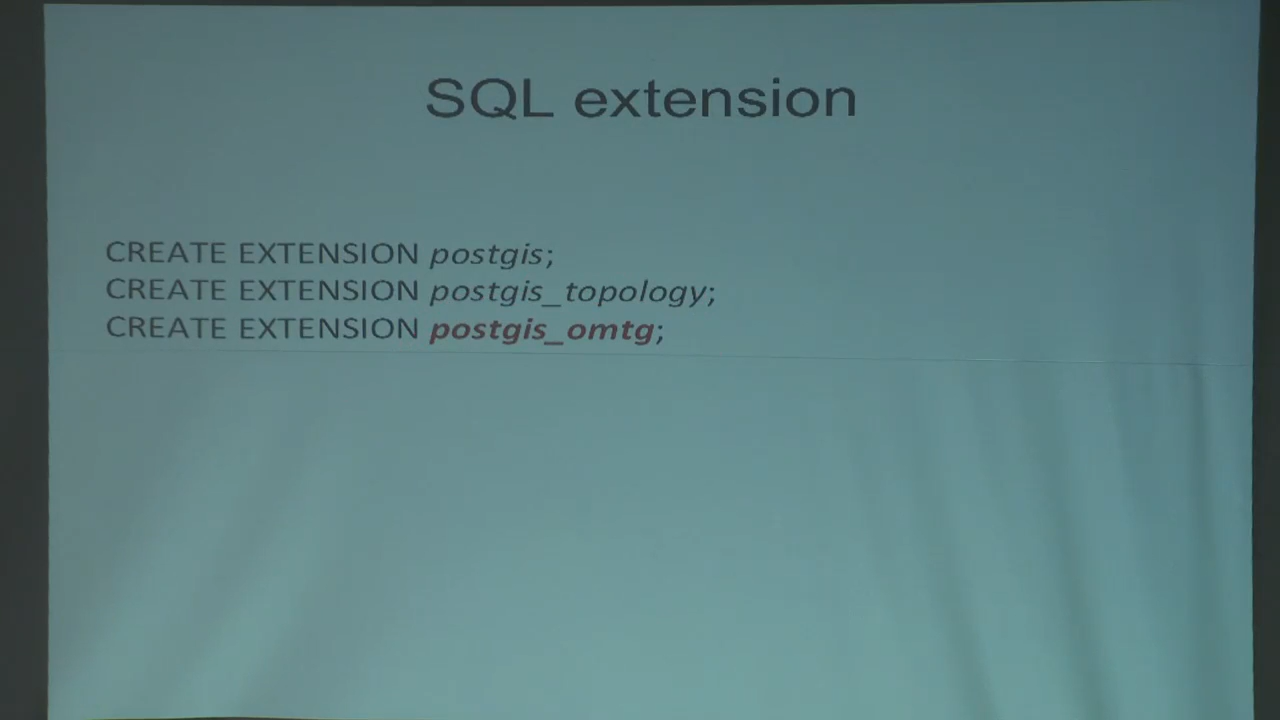 SQL extension
CREATE EXTENSION postgis;
CREATE EXTENSION postgis_topology;
CREATE EXTENSION postgis_omtg;